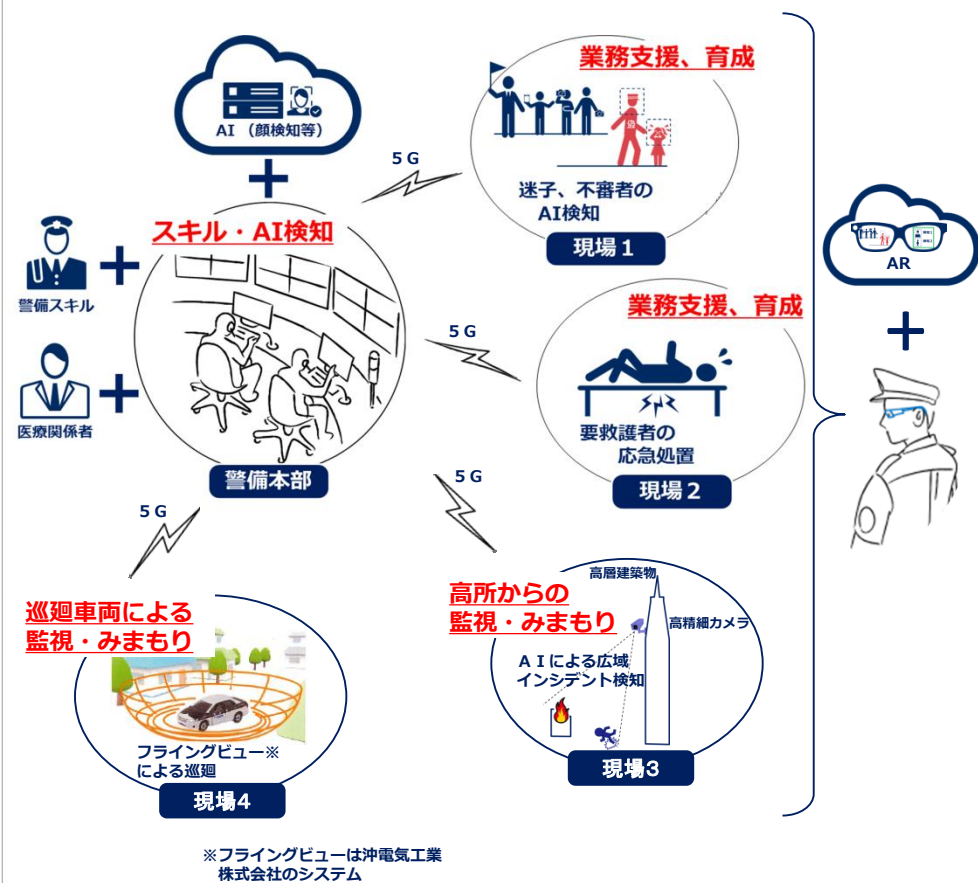 AI （顔検知等）
業務支援、育成
5G
迷子、不審者の
AI検知
現場1
スキル・AI検知
警備スキル
医療関係者
警備本部
AR
5G
業務支援、育成
要救護者の
応急処置
現場2
5G
5G
巡廻車両による
監視・みまもり
フライングビュー※
による巡廻
現場4
高所からの
監視・みまもり
高層建築物
高精細カメラ
ＡＩによる広域
インシデント検知
現場3
※フライングビューは沖電気工業
株式会社のシステム